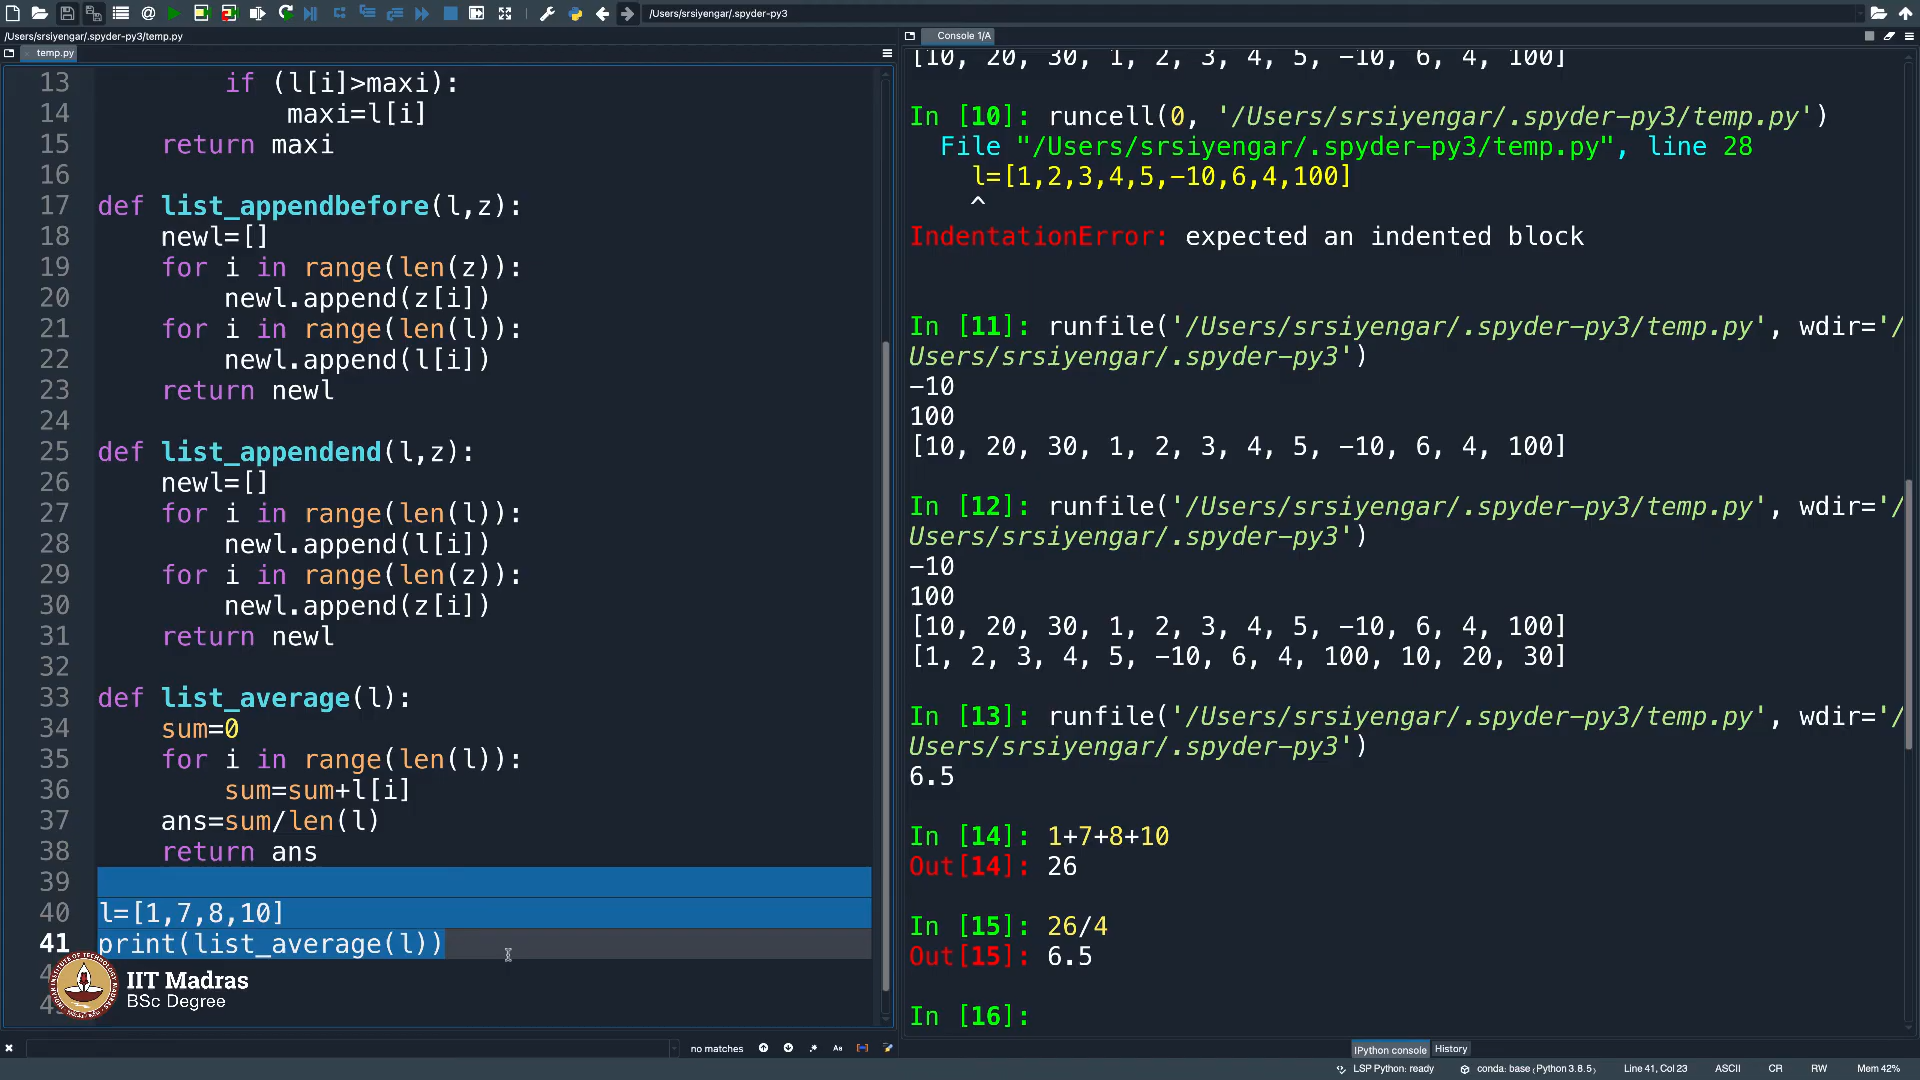 /Users/srsiyengar/.spyder-py3
/Users/srsiyengar/.spyder-py3/temp.py
temp.py
13 if (l[i]>maxi):
14 maxi=l[i]
15 return maxi
16
17 def list_appendbefore(l,z):
18 newl=[]
19 for i in range(len(z)):
20 newl.append(z[i])
21 for i in range(len(l)):
22 newl.append(l[i])
23 return newl
24
25 def list_appendend(l,z):
26 newl=[]
27 for i in range(len(l)):
28 newl.append(l[i])
29 for i in range(len(z)):
30 newl.append(z[i])
31 return newl
32
33 def list_average(l):
34 sum=0
35 for i in range(len(l)):
36 sum=sum+l[i]
37 ans=sum/len(l)
38 return ans
39
40 l=[1,7,8,10]
41 print(list_average(l))
IIT Madras
BSc Degree
no matches
Console 1/A
[10, 20, 30, 1, 2, 3, 4, 5, -10, 6, 4, 100]
In [10]: runcell(0, '/Users/srsiyengar/.spyder-py3/temp.py')
File "/Users/srsiyengar/.spyder-py3/temp.py", line 28
l=[1,2,3,4,5,-10,6,4,100]
^
IndentationError: expected an indented block
In [11]: runfile('/Users/srsiyengar/.spyder-py3/temp.py', wdir='/
Users/srsiyengar/.spyder-py3')
-10
100
[10, 20, 30, 1, 2, 3, 4, 5, -10, 6, 4, 100]
In [12]: runfile('/Users/srsiyengar/.spyder-py3/temp.py', wdir='/
Users/srsiyengar/.spyder-py3')
-10
100
[10, 20, 30, 1, 2, 3, 4, 5, -10, 6, 4, 100]
[1, 2, 3, 4, 5, -10, 6, 4, 100, 10, 20, 30]
In [13]: runfile('/Users/srsiyengar/.spyder-py3/temp.py', wdir='/
Users/srsiyengar/.spyder-py3')
6.5
In [14]: 1+7+8+10
Out[14]: 26
In [15]: 26/4
Out[15]: 6.5
In [16]:
IPython console History
LSP Python: ready conda: base (Python 3.8.5) Line 41, Col 23 ASCII CR RW Mem 42%